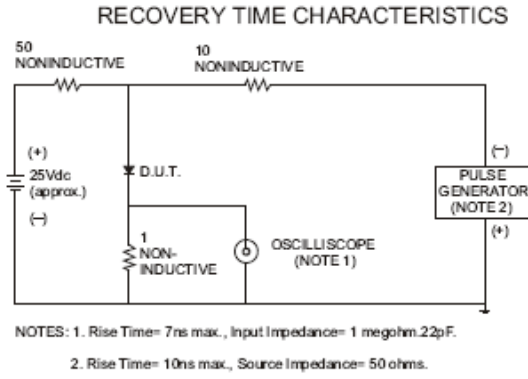 RECOVERY TIME CHARACTERISTICS
50
NONINDUCTIVE
10
NONINDUCTIVE
(+)
25Vdc
(approx.)
(−)
D.U.T.
1
NON-
INDUCTIVE
OSCILLISCOPE
(NOTE 1)
(−)
PULSE
GENERATOR
(NOTE 2)
(+)
NOTES: 1. Rise Time= 7ns max., Input Impedance= 1 megohm.22pF.
2. Rise Time= 10ns max., Source Impedance= 50 ohms.